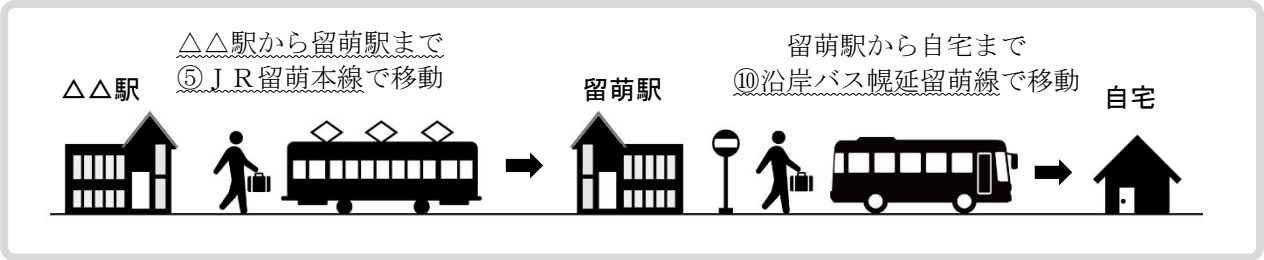 △△駅から留萌駅まで
⑤ＪＲ留萌本線で移動
△△駅
留萌駅から自宅まで
⑩沿岸バス幌延留萌線で移動
留萌駅
自宅